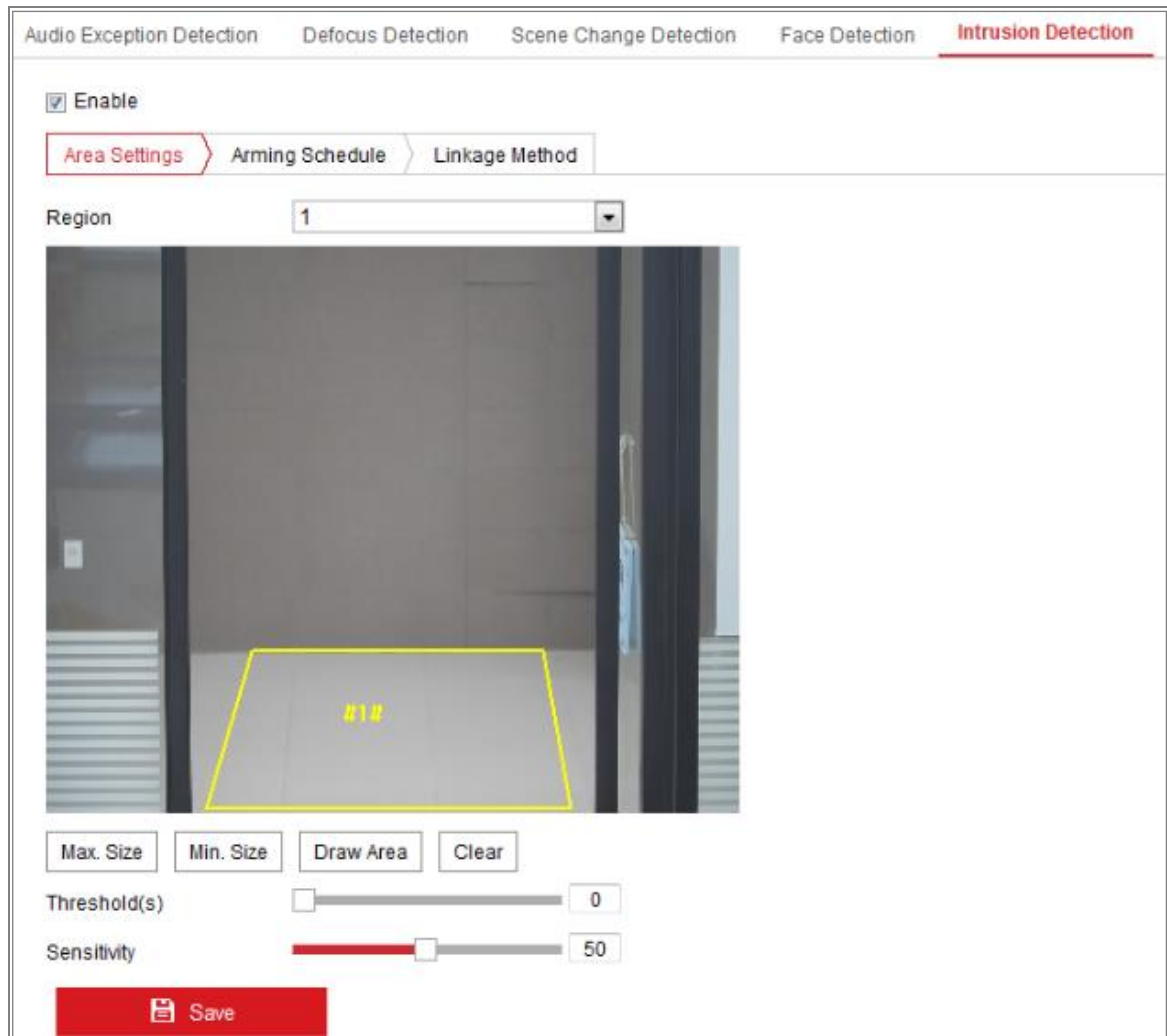 Audio Exception Detection Defocus Detection Scene Change Detection Face Detection Intrusion Detection
Enable
Area Settings Arming Schedule Linkage Method
Region 1
#1#
Max. Size Min. Size Draw Area Clear
Threshold(s) 0
Sensitivity 50
Save